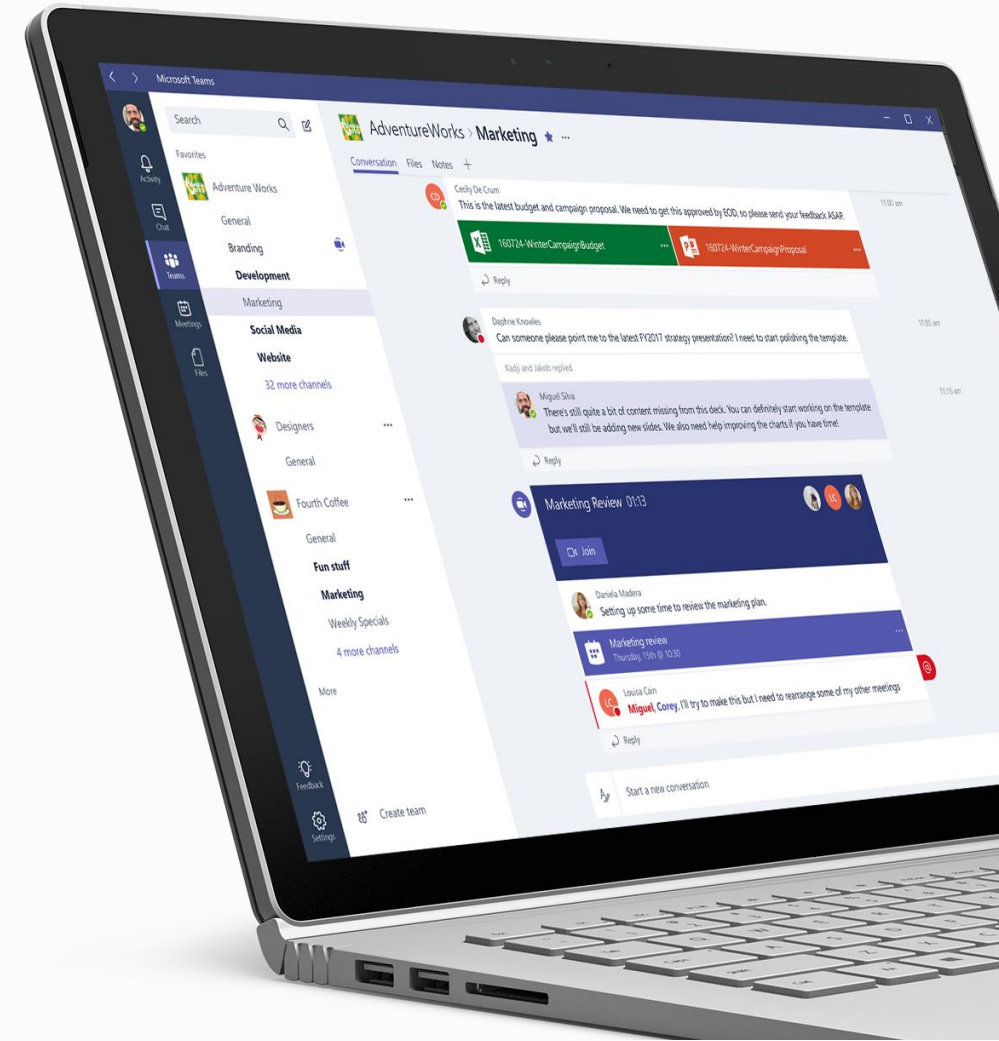 Microsoft Teams
Search
Favorites
Adventure Works
General
Branding
Development
Marketing
Social Media
Website
32 more channels
Designers
General
Fourth Coffee
General
Fun stuff
Marketing
Weekly Specials
4 more channels
More
Create team
Activity
Chat
Teams
Meetings
Files
Feedback
Settings
AdventureWorks > Marketing
Conversation Files Notes
Cecily De Crum
This is the latest budget and campaign proposal. We need to get this approved by EOD, so please send your feedback ASAP.
11:00 am
160724-WinterCampaignBudget
160724-WinterCampaignProposal
Reply
Daphne Knowles
Can someone please point me to the latest FY2017 strategy presentation? I need to start polishing the template.
11:05 am
Kadji and Jakob replied
Miguel Silva
There's still quite a bit of content missing from this deck. You can definitely start working on the template
but we'll still be adding new slides. We also need help improving the charts if you have time!
11:15 am
Reply
Marketing Review 01:13
LC
Join
Daniela Madera
Setting up some time to review the marketing plan.
Marketing review
Thursday, 15th @ 10:30
LC
Louisa Cain
Miguel, Corey, I'll try to make this but I need to rearrange some of my other meetings
@
Reply
Start a new conversation